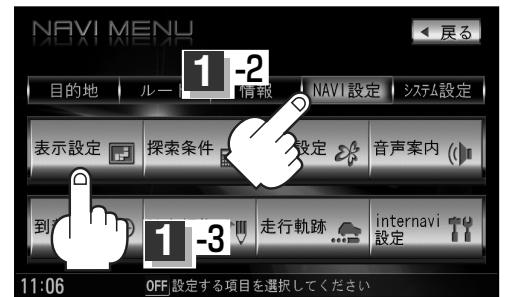 NAVI MENU
戻る
1-2
目的地 ルー 情報 NAVI設定 システム設定
表示設定 探索条件 設定 音声案内
到 走行軌跡 internavi
設定
1-3
11:06 OFF 設定する項目を選択してください